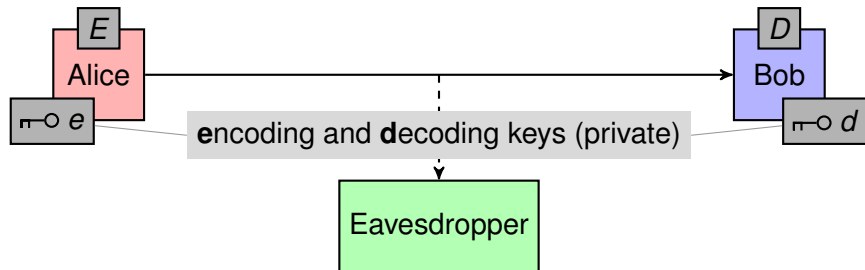 E
D
Alice
Bob
e
d
encoding and decoding keys (private)
Eavesdropper